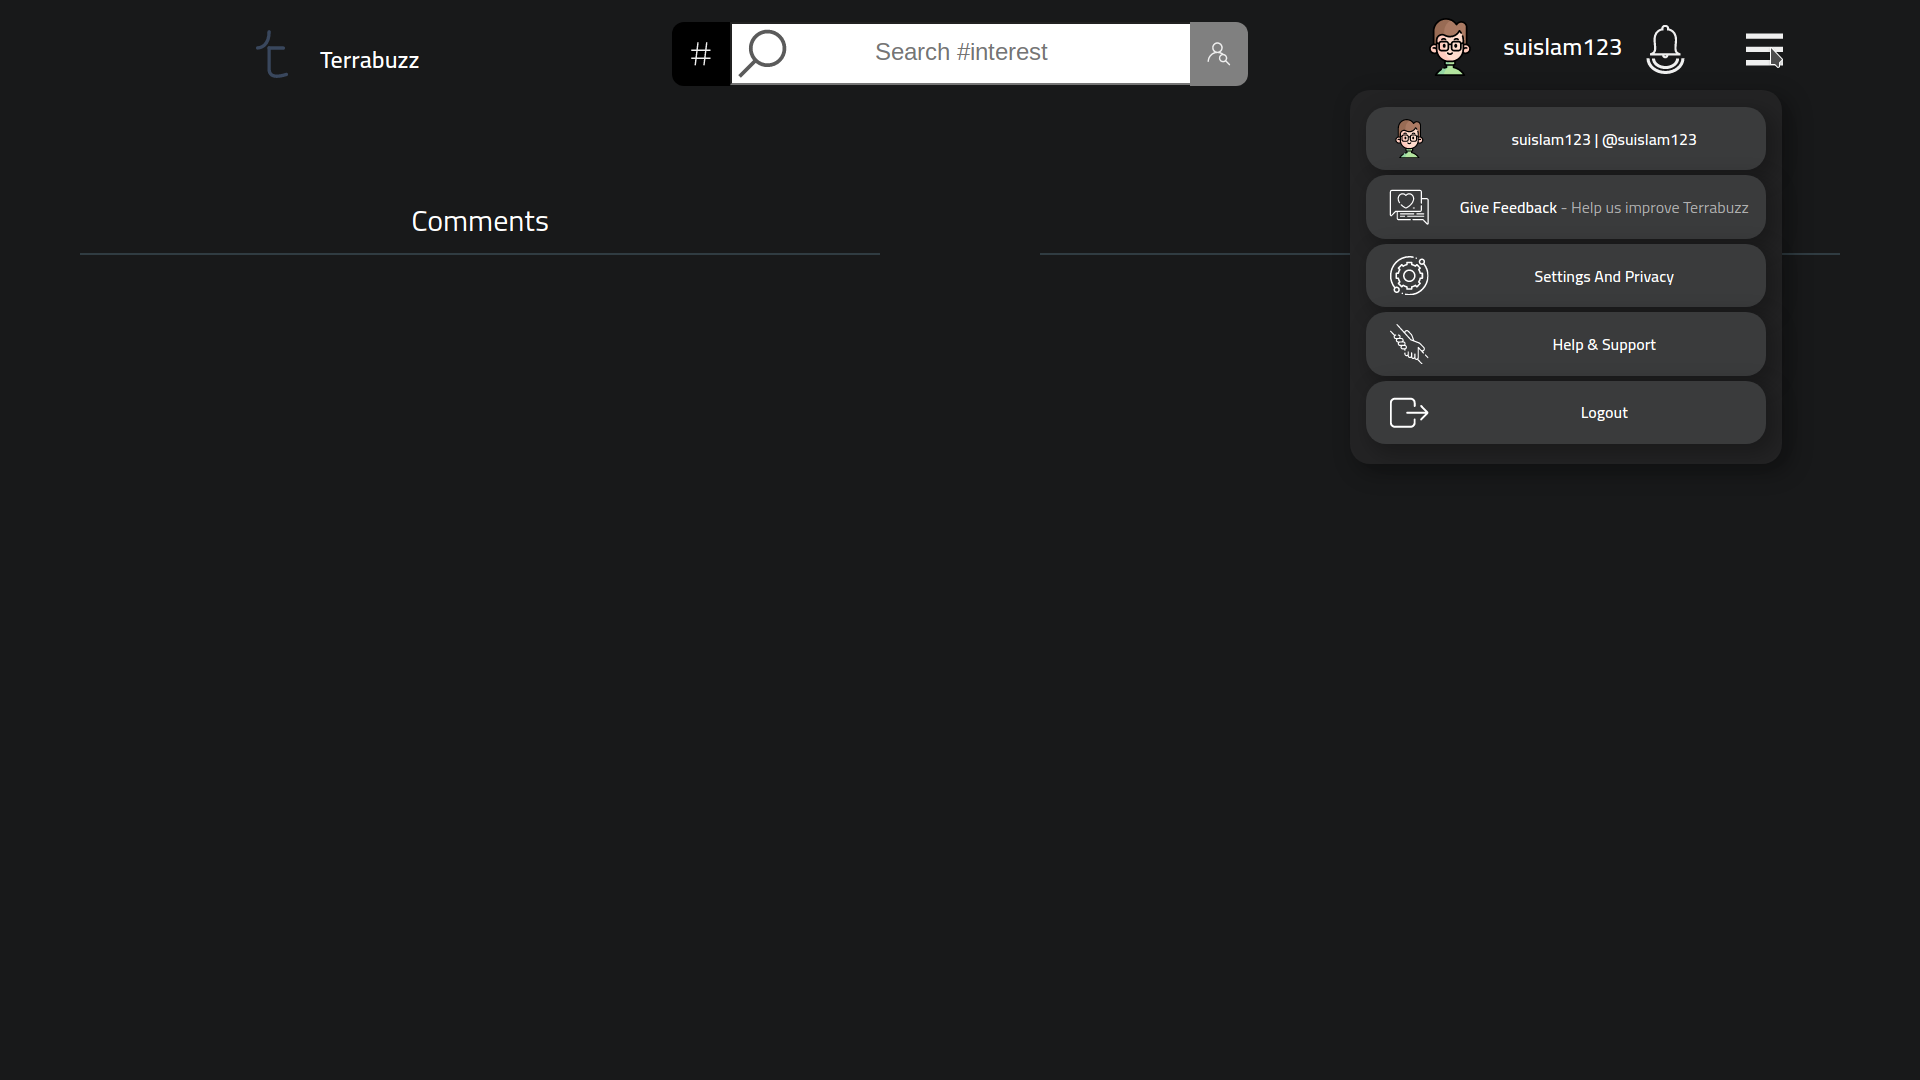 Terrabuzz
#
Search #interest
suislam123
suislam123 | @suislam123
Give Feedback - Help us improve Terrabuzz
Settings And Privacy
Help & Support
Logout
Comments